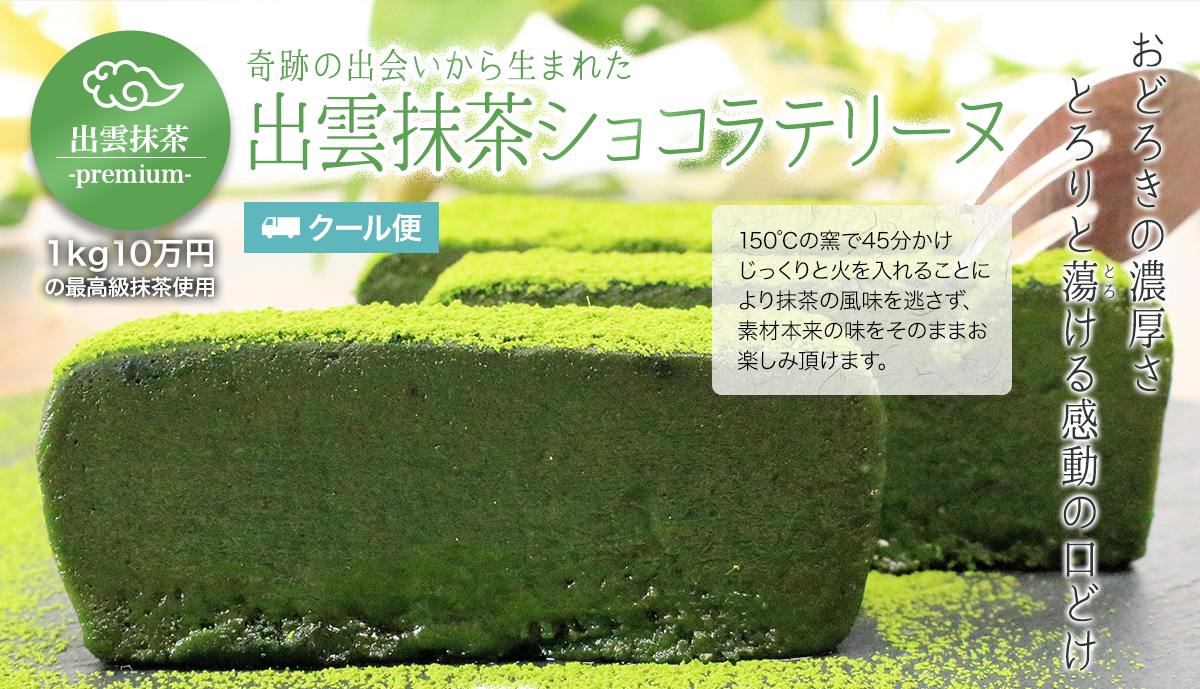 出雲抹茶
-premium-
1kg10万円
の最高級抹茶使用
奇跡の出会いから生まれた
出雲抹茶ショコラテリーヌ
クール便
150℃の窯で45分かけ
じっくりと火を入れることに
より抹茶の風味を逃さず、
素材本来の味をそのままお
楽しみ頂けます。
おどろきの濃厚さ
とろりと蕩ける感動の口どけ
とろ